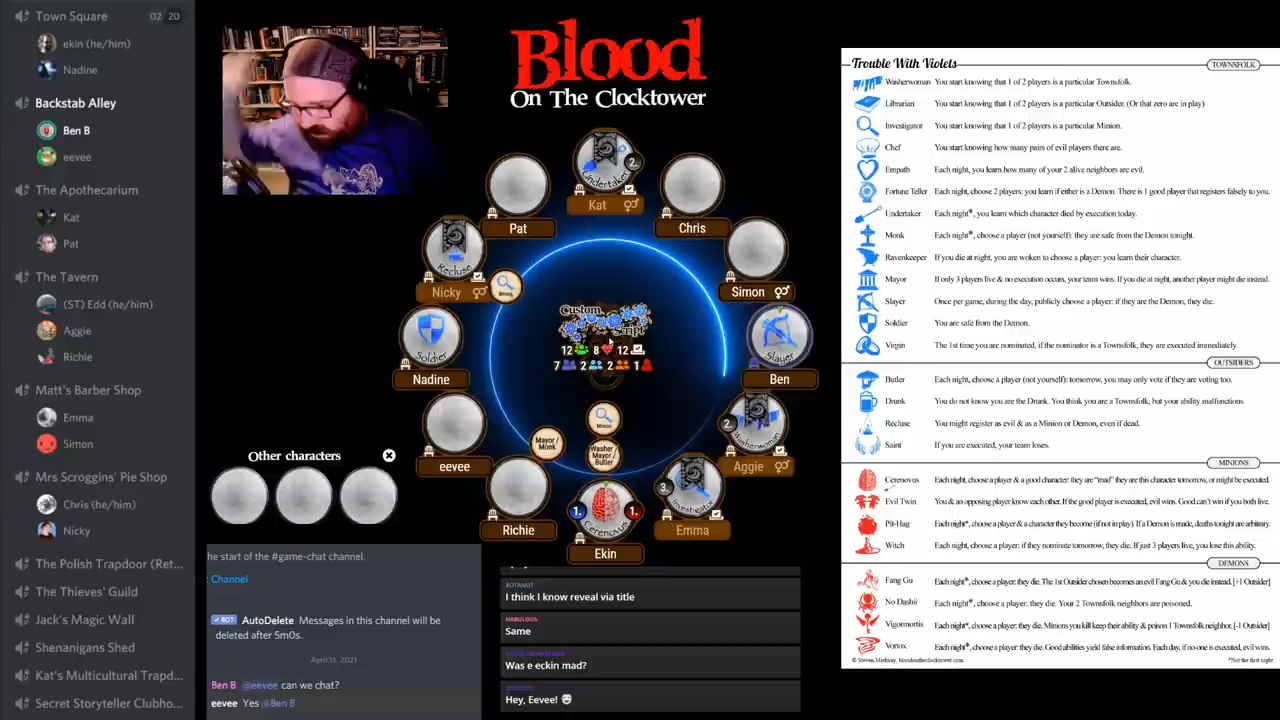 Town Square
02 20
ekin (he/him)
Nadine
Backstab Alley
Ben B
eevee
The Apothecarium
Kat
Pat
The Tavern
(ST) Edd (he/him)
Aggie
Richie
Matt's Barber Shop
Emma
Simon
Mrs Scroggins' Pie Shop
Chris (he/him)
Nicky
The Polish Trapdoor (Ret...
The Thieves' Guild
Jack's Magic Wall
Shenanigans Shed
Kat's Multicultural Trapd...
Secret Storyteller Clubho...
Blood
On The Clocktower
Undertaker
2.
Kat
Pat
Chris
Recluse
Nicky
Wrong
Simon
Soldier
Nadine
Slayer
Ben
Custom
Script
12 8 12
7 2 2 1
eevee
Minion
Mayor /
Monk
Washer /
Mayor /
Butler
2.
Washerwoman
Aggie
Richie
1.
1.
Cerenovus
Ekin
3.
Investigator
Emma
Other characters
he start of the #game-chat channel.
Channel
BOT AutoDelete Messages in this channel will be
deleted after 5m0s.
April 15, 2021
Ben B @eevee can we chat?
eevee Yes @Ben B
BOTANOT
I think I know reveal via title
HABULOUS
Same
Was e eckin mad?
Hey, Eevee!
Trouble With Violets
TOWNSFOLK
Washerwoman You start knowing that 1 of 2 players is a particular Townsfolk.
Librarian You start knowing that 1 of 2 players is a particular Outsider. (Or that zero are in play)
Investigator You start knowing that 1 of 2 players is a particular Minion.
Chef You start knowing how many pairs of evil players there are.
Empath Each night, you learn how many of your 2 alive neighbors are evil.
Fortune Teller Each night, choose 2 players: you learn if either is a Demon. There is 1 good player that registers falsely to you.
Undertaker Each night*, you learn which character died by execution today.
Monk Each night*, choose a player (not yourself): they are safe from the Demon tonight.
Ravenkeeper If you die at night, you are woken to choose a player: you learn their character.
Mayor If only 3 players live & no execution occurs, your team wins. If you die at night, another player might die instead.
Slayer Once per game, during the day, publicly choose a player: if they are the Demon, they die.
Soldier You are safe from the Demon.
Virgin The 1st time you are nominated, if the nominator is a Townsfolk, they are executed immediately.
OUTSIDERS
Butler Each night, choose a player (not yourself): tomorrow, you may only vote if they are voting too.
Drunk You do not know you are the Drunk. You think you are a Townsfolk, but your ability malfunctions.
Recluse You might register as evil & as a Minion or Demon, even if dead.
Saint If you are executed, your team loses.
MINIONS
Cerenovus Each night, choose a player & a good character: they are "mad" they are this character tomorrow, or might be executed.
Evil Twin You & an opposing player know each other. If the good player is executed, evil wins. Good can't win if you both live.
Pit-Hag Each night*, choose a player & a character they become (if not in play). If a Demon is made, deaths tonight are arbitrary.
Witch Each night, choose a player: if they nominate tomorrow, they die. If just 3 players live, you lose this ability.
DEMONS
Fang Gu Each night*, choose a player: they die. The 1st Outsider chosen becomes an evil Fang Gu & you die instead. [+1 Outsider]
No Dashii Each night*, choose a player: they die. Your 2 Townsfolk neighbors are poisoned.
Vigormortis Each night*, choose a player: they die. Minions you kill keep their ability & poison 1 Townsfolk neighbor. [-1 Outsider]
Vortox Each night*, choose a player: they die. Good abilities yield false information. Each day, if no-one is executed, evil wins.
© Steven Medway, bloodontheclocktower.com
*Not the first night